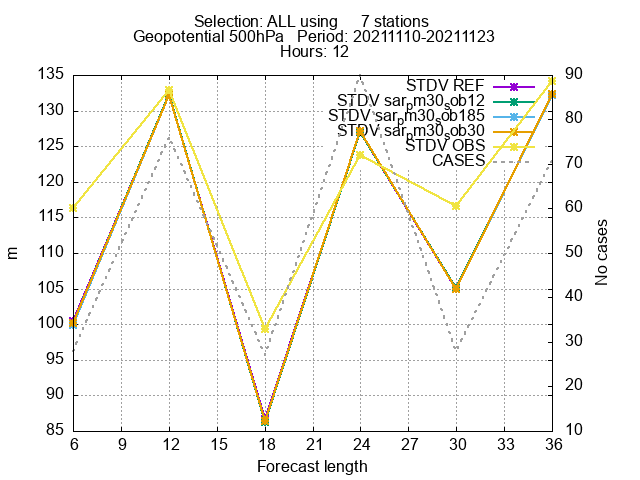 Selection: ALL using 7 stations
Geopotential 500hPa Period: 20211110-20211123
Hours: 12
135
130
125
120
115
110
105
100
95
90
85
m
90
80
70
60
50
40
30
20
10
No cases
STDV REF
STDV sar_pm30_sob12
STDV sar_pm30_sob185
STDV sar_pm30_sob30
STDV OBS
CASES
6 9 12 15 18 21 24 27 30 33 36
Forecast length